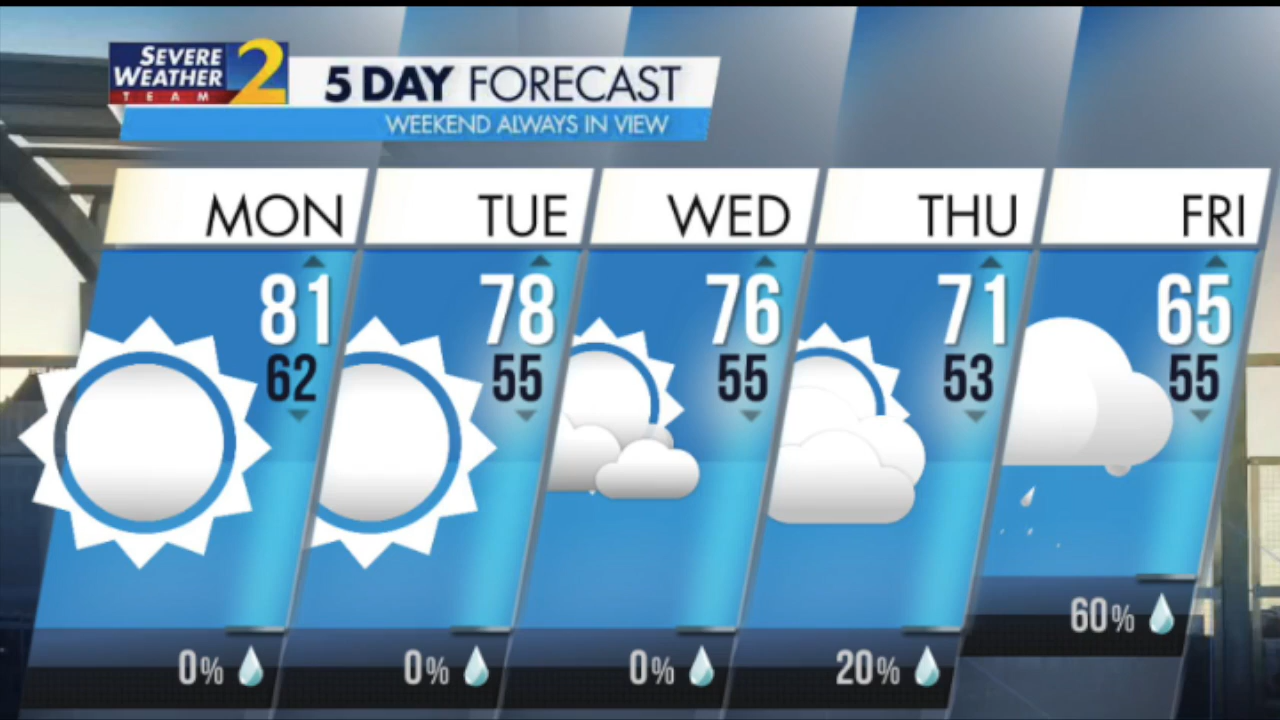 SEVERE
WEATHER 2
TEAM
5 DAY FORECAST
WEEKEND ALWAYS IN VIEW
MON TUE WED THU FRI
81 78 76 71 65
62 55 55 53 55
0% 0% 0% 20% 60%